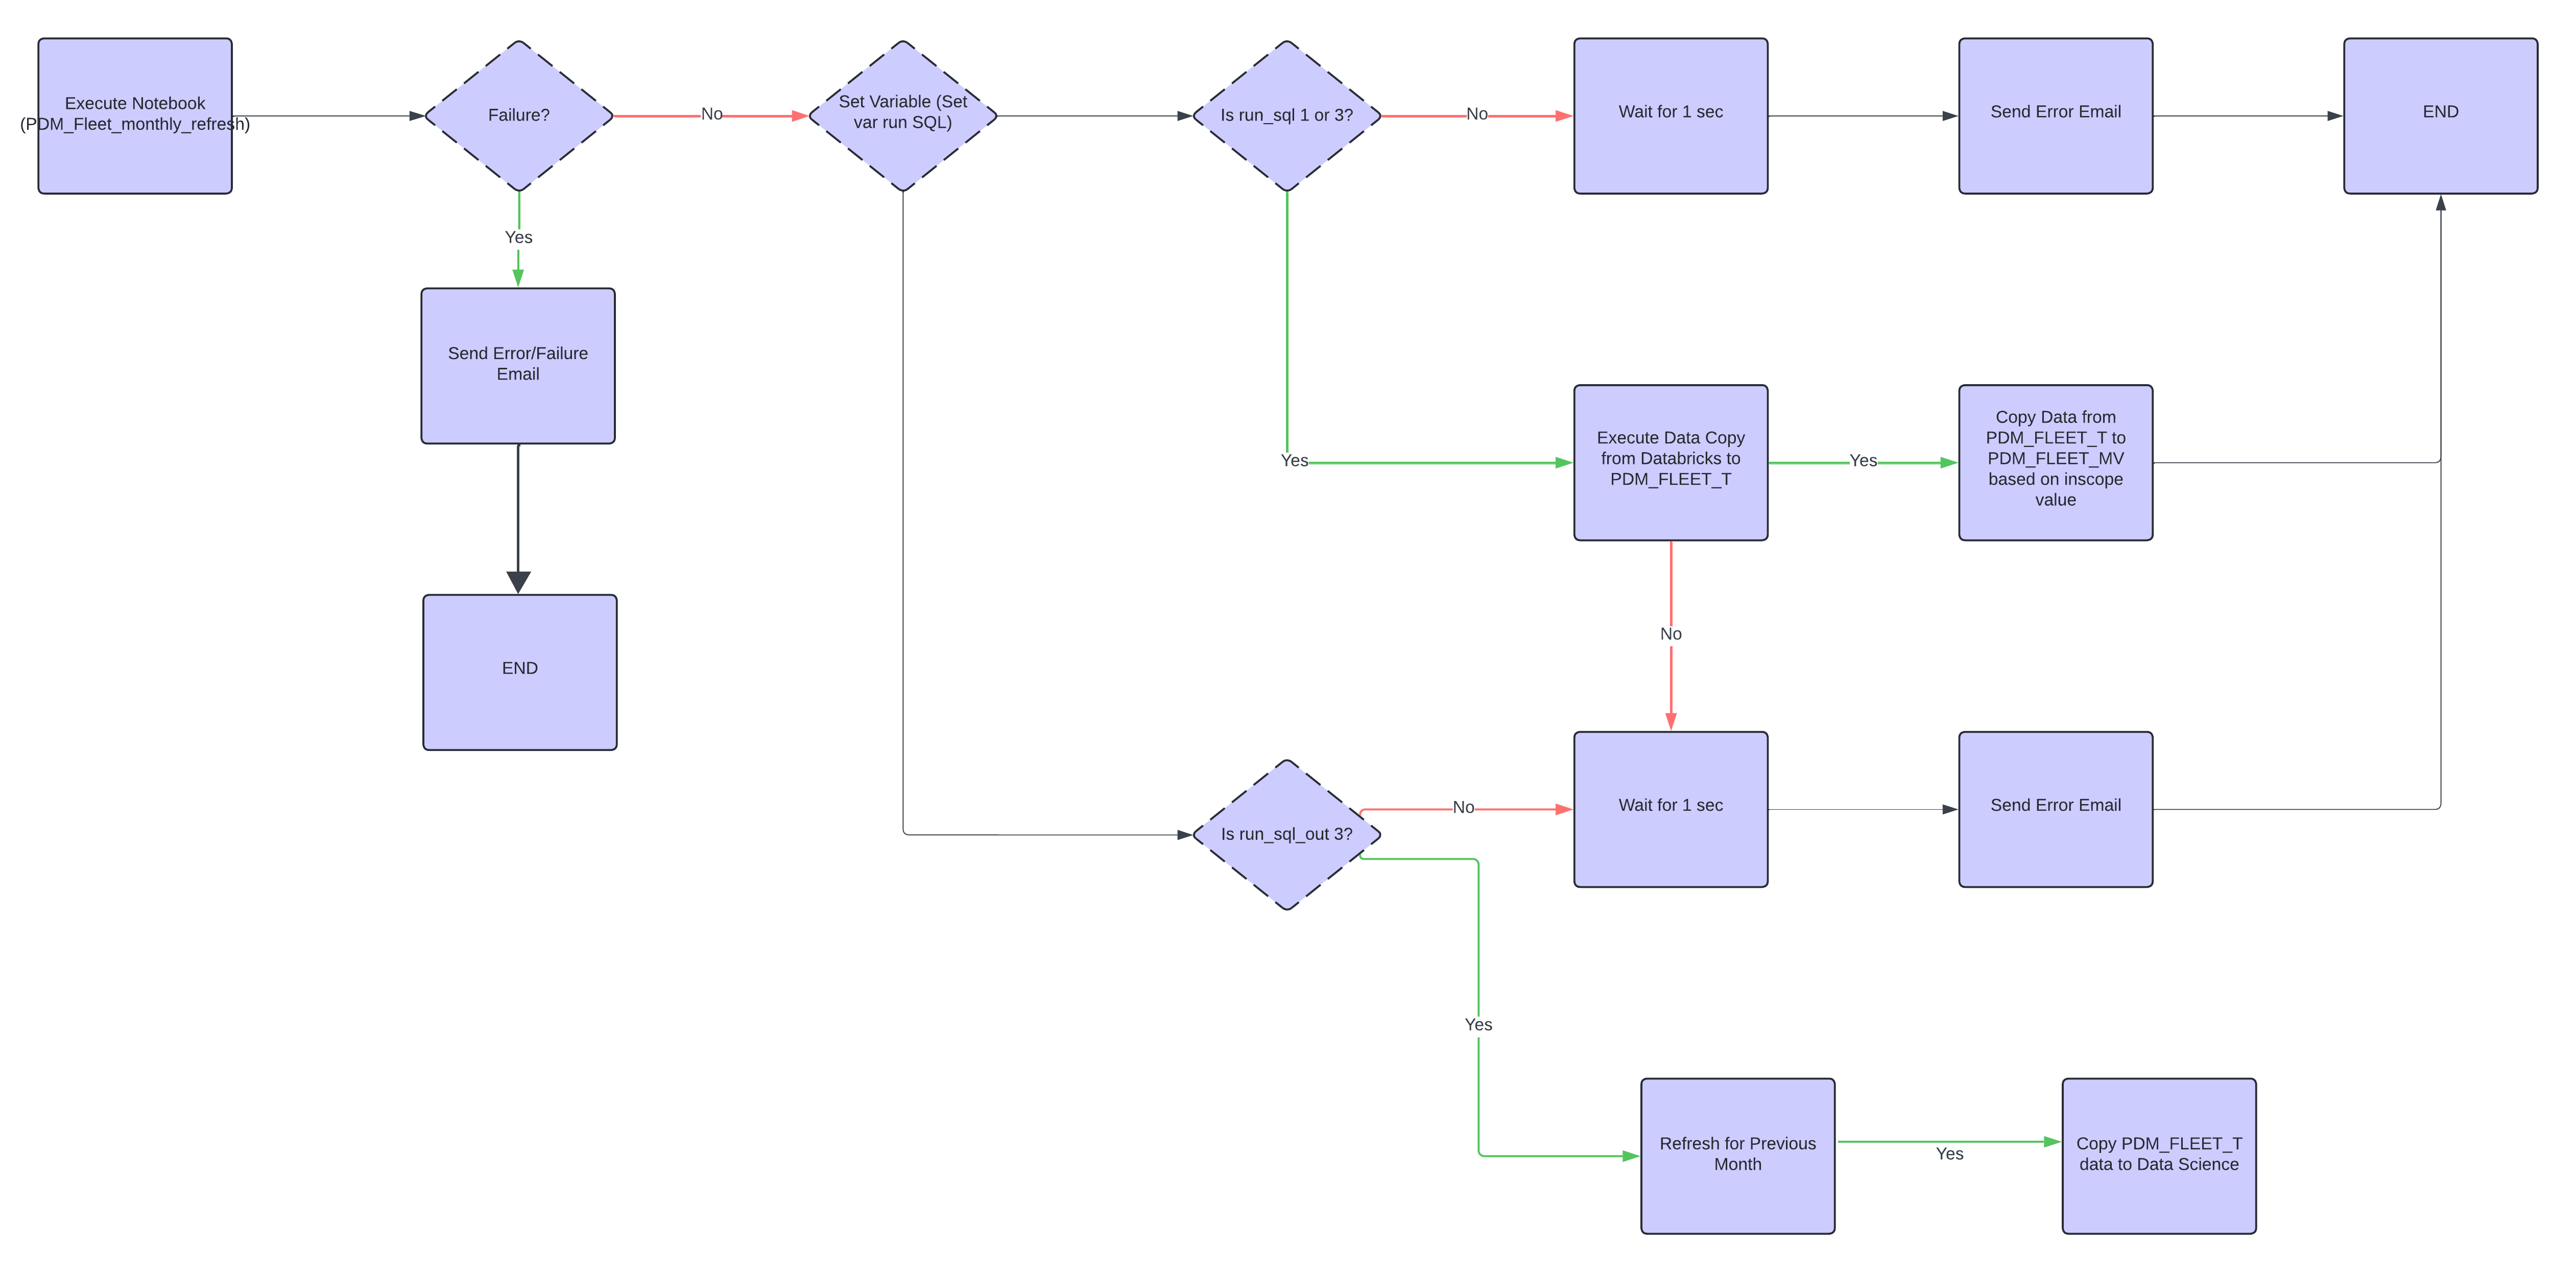 Execute Notebook
(PDM_Fleet_monthly_refresh)
Failure?
No
Set Variable (Set
var run SQL)
Is run_sql 1 or 3?
No
Wait for 1 sec
Send Error Email
END
Yes
Send Error/Failure
Email
END
Yes
Execute Data Copy
from Databricks to
PDM_FLEET_T
Yes
Copy Data from
PDM_FLEET_T to
PDM_FLEET_MV
based on inscope
value
No
Is run_sql_out 3?
No
Wait for 1 sec
Send Error Email
Yes
Refresh for Previous
Month
Yes
Copy PDM_FLEET_T
data to Data Science